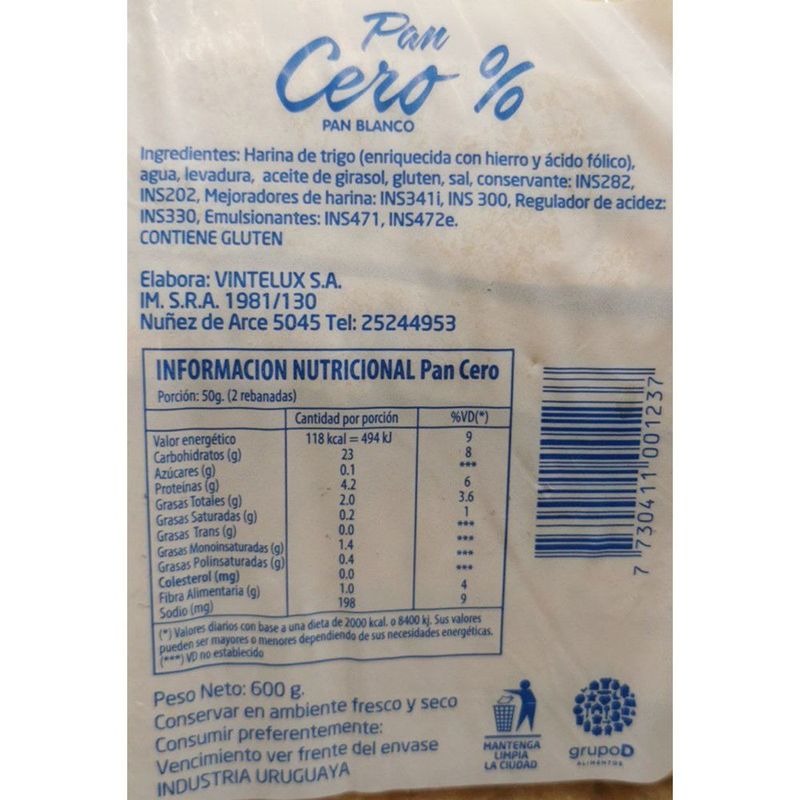 Pan
Cero %
PAN BLANCO
Ingredientes: Harina de trigo (enriquecida con hierro y ácido fólico),
agua, levadura, aceite de girasol, gluten, sal, conservante: INS282,
INS202, Mejoradores de harina: INS341i, INS 300, Regulador de acidez:
INS330, Emulsionantes: INS471, INS472e.
CONTIENE GLUTEN
Elabora: VINTELUX S.A.
IM. S.R.A. 1981/130
Nuñez de Arce 5045 Tel: 25244953
INFORMACION NUTRICIONAL Pan Cero
Porción: 50g. (2 rebanadas)
Cantidad por porción %VD(*)
Valor energético 118 kcal = 494 kJ 9
Carbohidratos (g) 23 8
Azúcares (g) 0.1 ***
Proteínas (g) 4.2 6
Grasas Totales (g) 2.0 3.6
Grasas Saturadas (g) 0.2 1
Grasas Trans (g) 0.0 ***
Grasas Monoinsaturadas (g) 1.4 ***
Grasas Polinsaturadas (g) 0.4 ***
Colesterol (mg) 0.0 ***
Fibra Alimentaria (g) 1.0 4
Sodio (mg) 198 9
(*) Valores diarios con base a una dieta de 2000 kcal. o 8400 kj. Sus valores
pueden ser mayores o menores dependiendo de sus necesidades energéticas.
(***) VD no establecido
7 730411 001237
Peso Neto: 600 g.
Conservar en ambiente fresco y seco
Consumir preferentemente:
Vencimiento ver frente del envase
INDUSTRIA URUGUAYA
MANTENGA
LIMPIA
LA CIUDAD
grupoD
ALIMENTOS